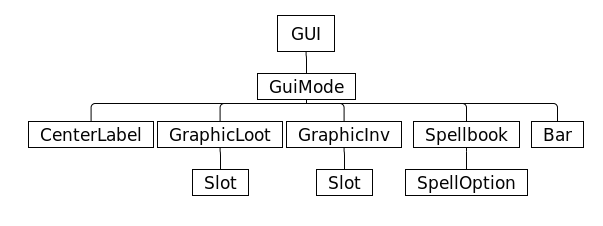 GUI
GuiMode
CenterLabel GraphicLoot GraphicInv Spellbook Bar
Slot Slot SpellOption